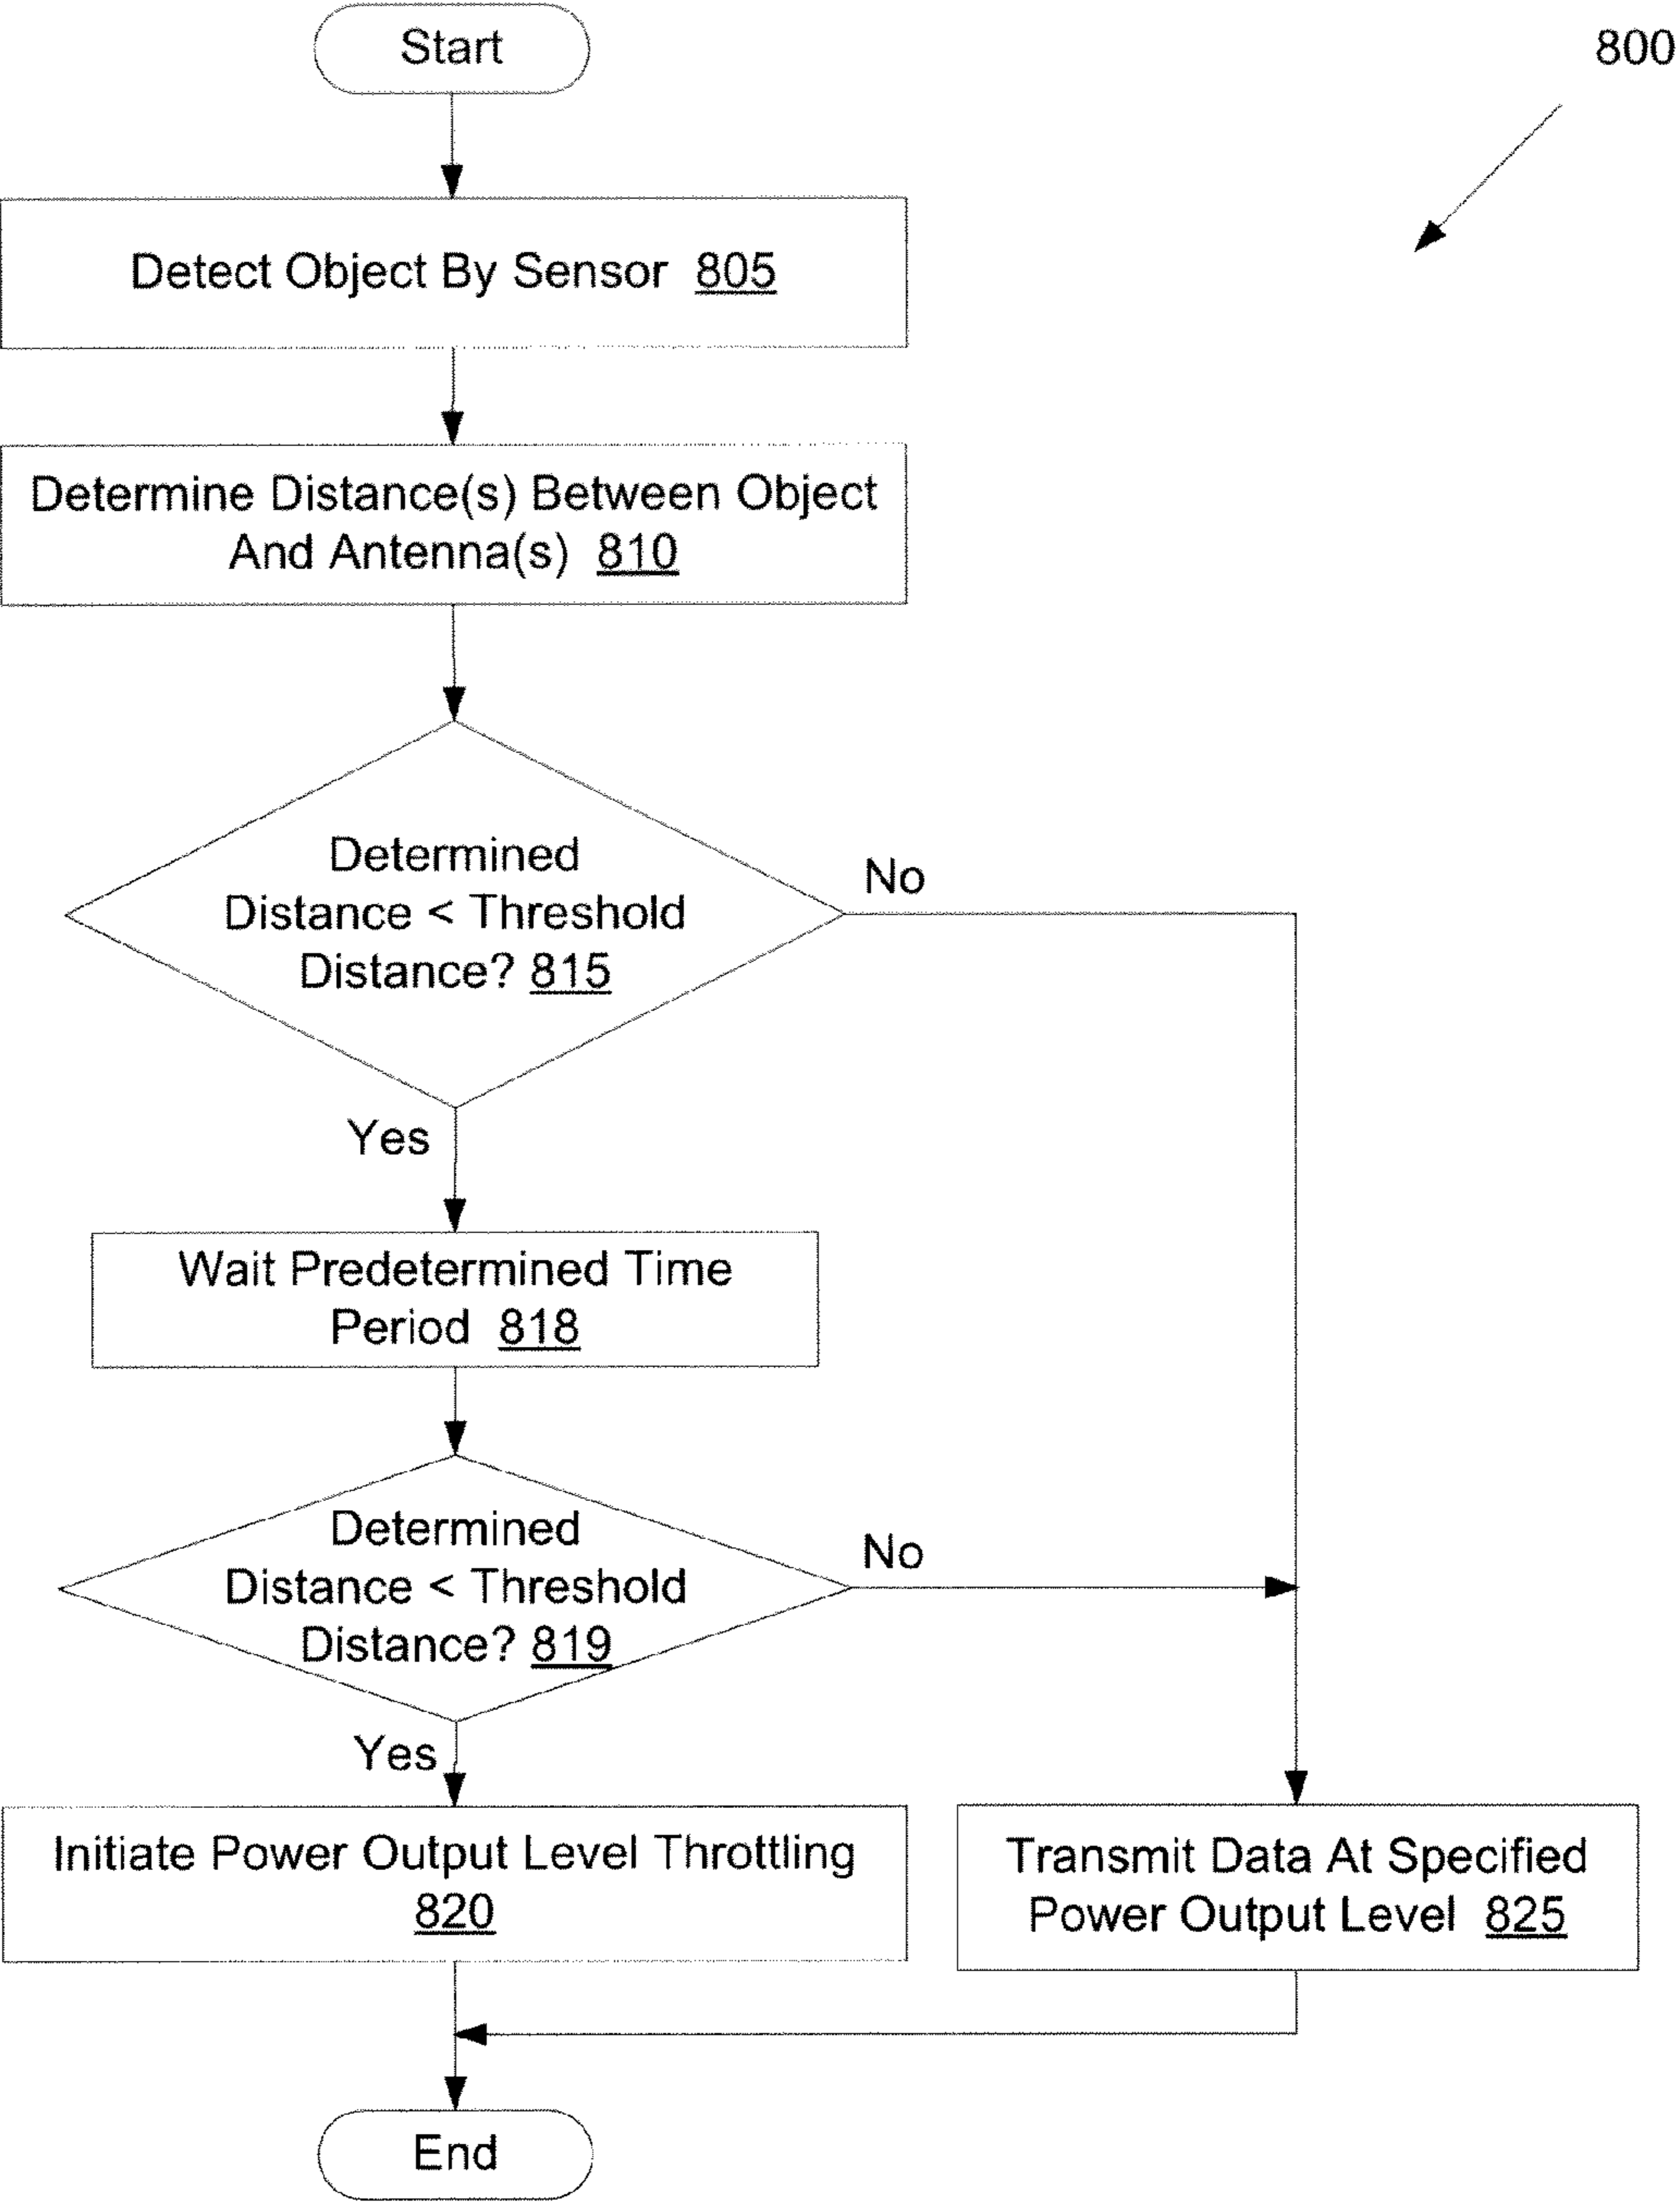 Start
800
Detect Object By Sensor 805
Determine Distance(s) Between Object
And Antenna(s) 810
Determined
Distance < Threshold
Distance? 815
No
Yes
Wait Predetermined Time
Period 818
Determined
Distance < Threshold
Distance? 819
No
Yes
Initiate Power Output Level Throttling
820
Transmit Data At Specified
Power Output Level 825
End